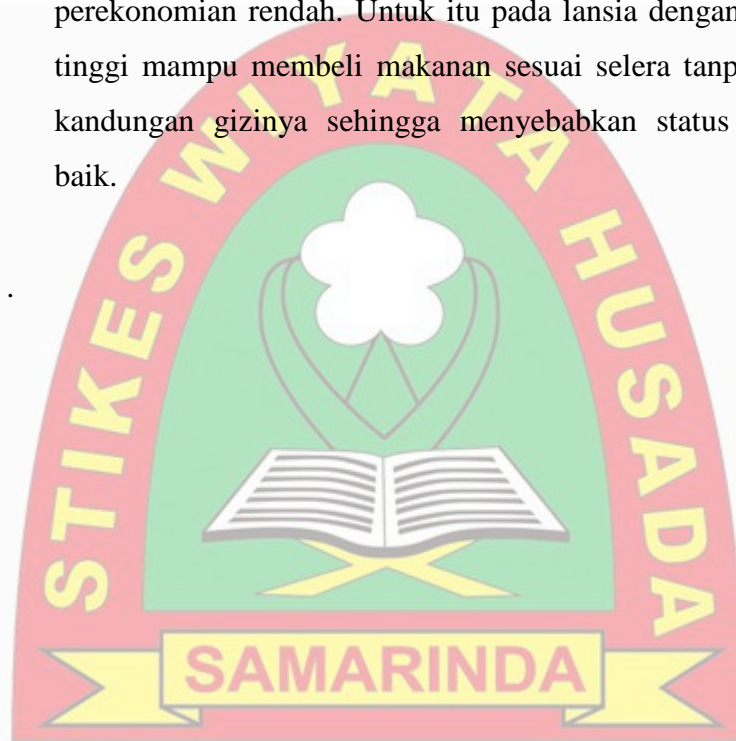 perekonomian rendah. Untuk itu pada lansia dengan
tinggi mampu membeli makanan sesuai selera tanp
kandungan gizinya sehingga menyebabkan status
baik.
.
STIKES WIYATA HUSADA
SAMARINDA